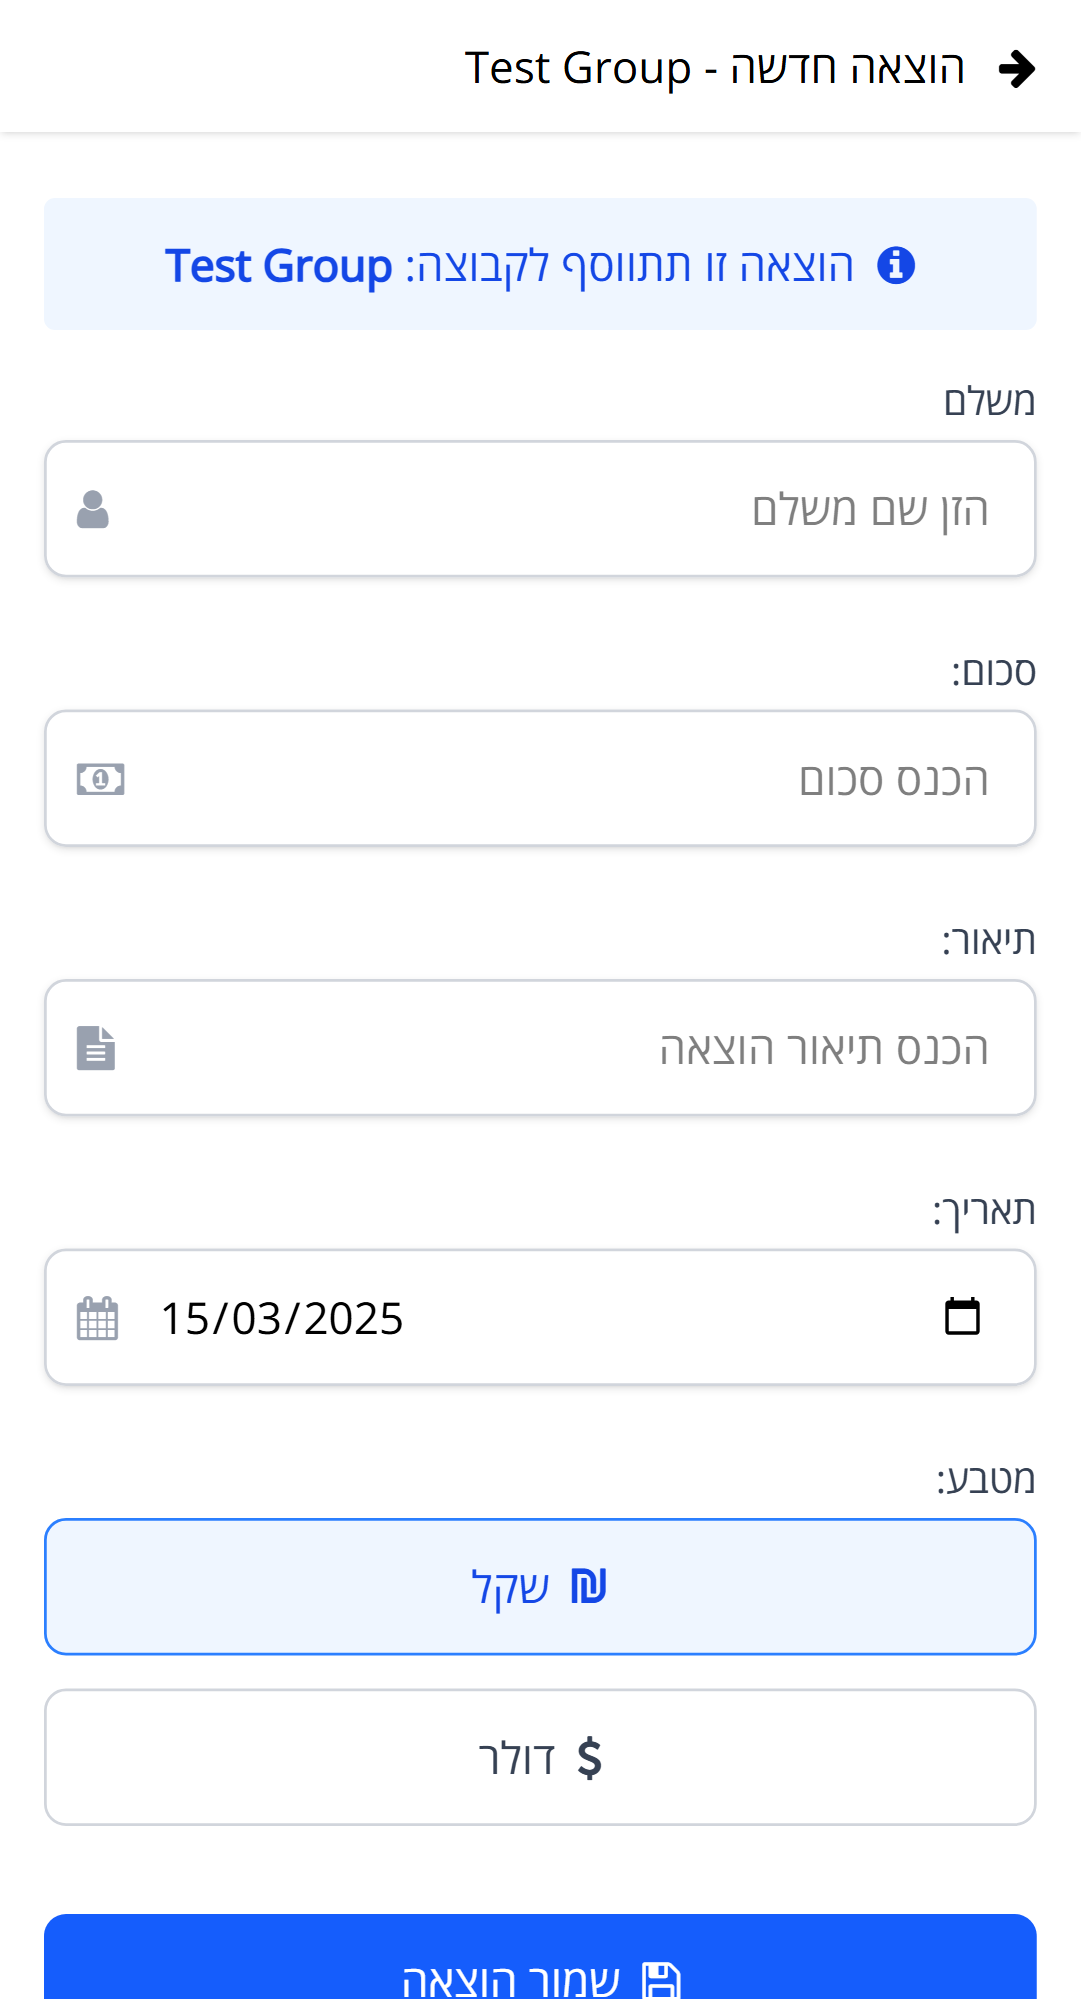 הוצאה חדשה - Test Group
הוצאה זו תתווסף לקבוצה: Test Group
משלם
הזן שם משלם
סכום:
הכנס סכום
תיאור:
הכנס תיאור הוצאה
תאריך:
15/03/2025
מטבע:
₪ שקל
$ דולר
שמור הוצאה